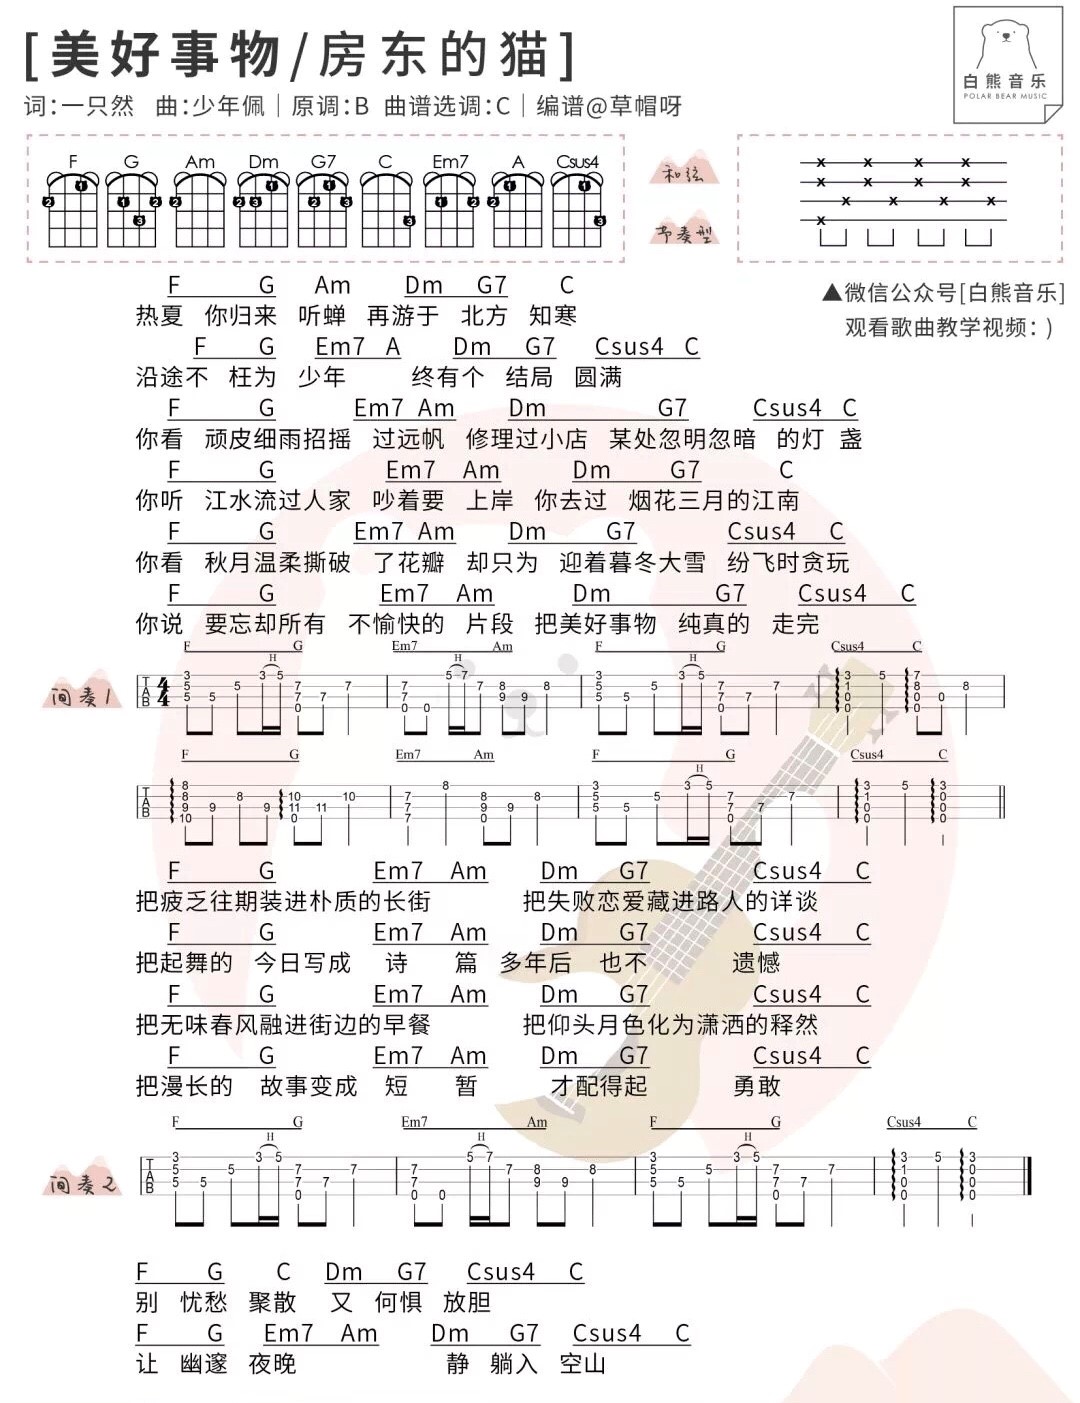 [美好事物/房东的猫]
白熊音乐
POLAR BEAR MUSIC
词:一只然 曲:少年佩|原调:B 曲谱选调:C|编谱@草帽呀
F G Am Dm G7 C Em7 A Csus4
和弦
节奏型
▲微信公众号[白熊音乐]
观看歌曲教学视频:)
F G Am Dm G7 C
热夏 你归来 听蝉 再游于 北方 知寒
F G Em7 A Dm G7 Csus4 C
沿途不 枉为 少年 终有个 结局 圆满
F G Em7 Am Dm G7 Csus4 C
你看 顽皮细雨招摇 过远帆 修理过小店 某处忽明忽暗 的灯 盏
F G Em7 Am Dm G7 C
你听 江水流过人家 吵着要 上岸 你去过 烟花三月的江南
F G Em7 Am Dm G7 Csus4 C
你看 秋月温柔撕破 了花瓣 却只为 迎着暮冬大雪 纷飞时贪玩
F G Em7 Am Dm G7 Csus4 C
你说 要忘却所有 不愉快的 片段 把美好事物 纯真的 走完
F G Em7 Am F G Csus4 C
间奏1
F G Em7 Am F G Csus4 C
F G Em7 Am Dm G7 Csus4 C
把疲乏往期装进朴质的长街 把失败恋爱藏进路人的详谈
F G Em7 Am Dm G7 Csus4 C
把起舞的 今日写成 诗 篇 多年后 也不 遗憾
F G Em7 Am Dm G7 Csus4 C
把无味春风融进街边的早餐 把仰头月色化为潇洒的释然
F G Em7 Am Dm G7 Csus4 C
把漫长的 故事变成 短 暂 才配得起 勇敢
F G Em7 Am F G Csus4 C
间奏2
F G C Dm G7 Csus4 C
别 忧愁 聚散 又 何惧 放胆
F G Em7 Am Dm G7 Csus4 C
让 幽邃 夜晚 静 躺入 空山